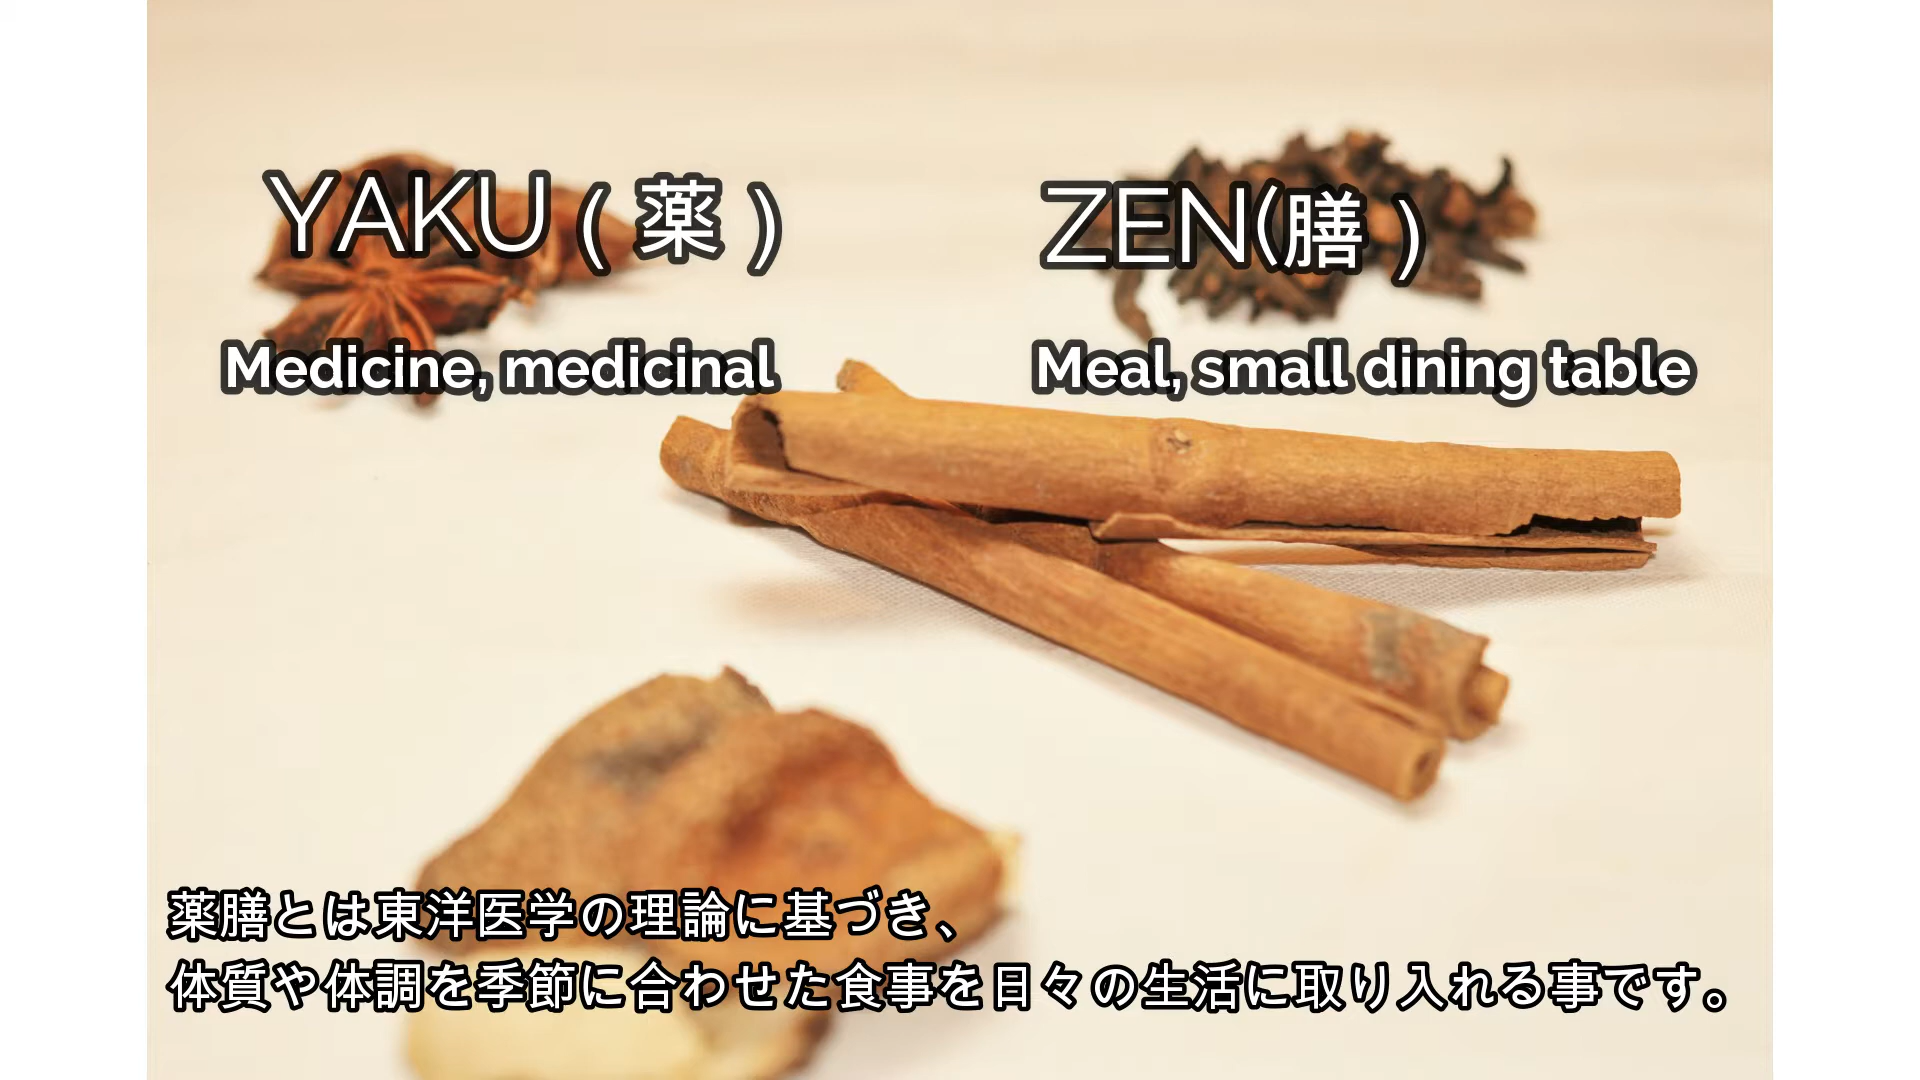 YAKU ( 薬 )
ZEN(膳 )
Medicine, medicinal
Meal, small dining table
薬膳とは東洋医学の理論に基づき、
体質や体調を季節に合わせた食事を日々の生活に取り入れる事です。